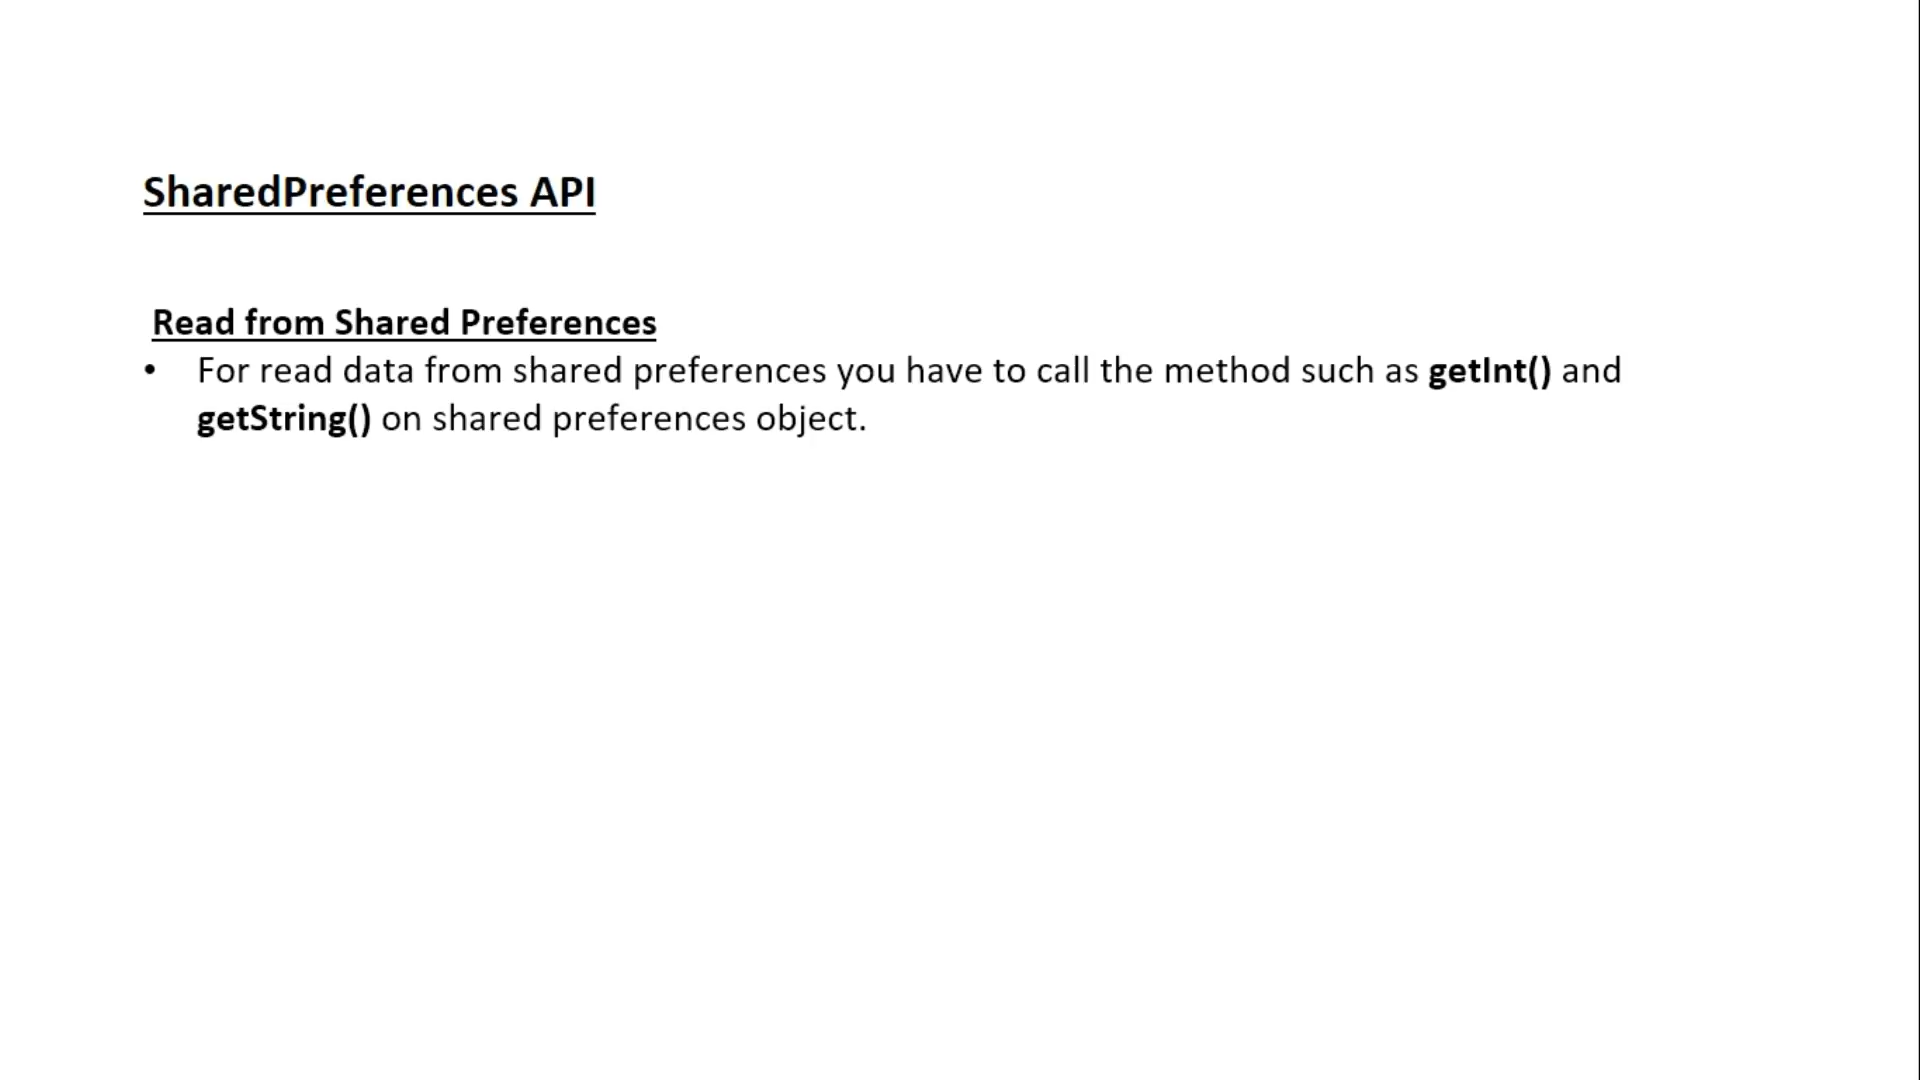 SharedPreferences API
Read from Shared Preferences
• For read data from shared preferences you have to call the method such as getInt() and
getString() on shared preferences object.